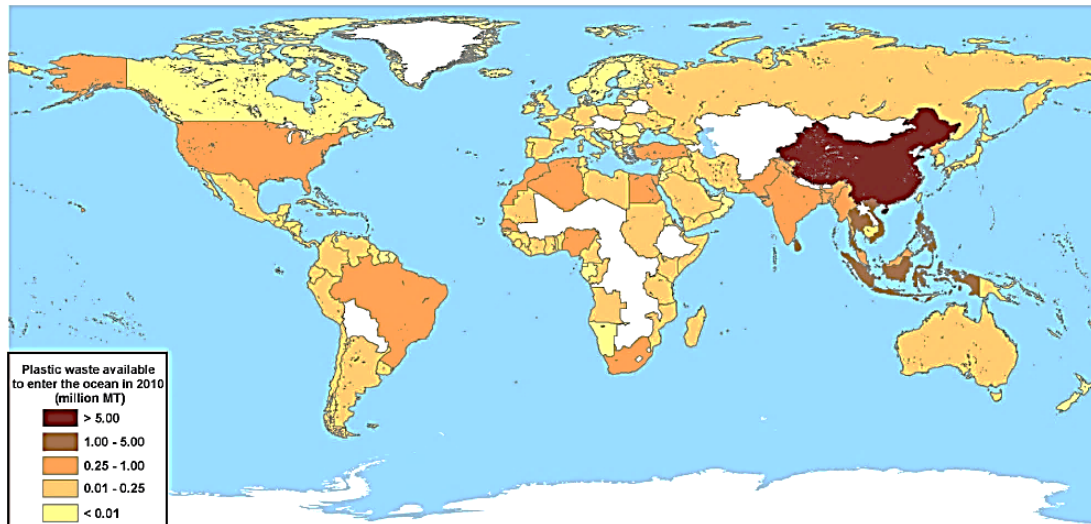 Plastic waste available
to enter the ocean in 2010
(million MT)
> 5.00
1.00 - 5.00
0.25 - 1.00
0.01 - 0.25
< 0.01